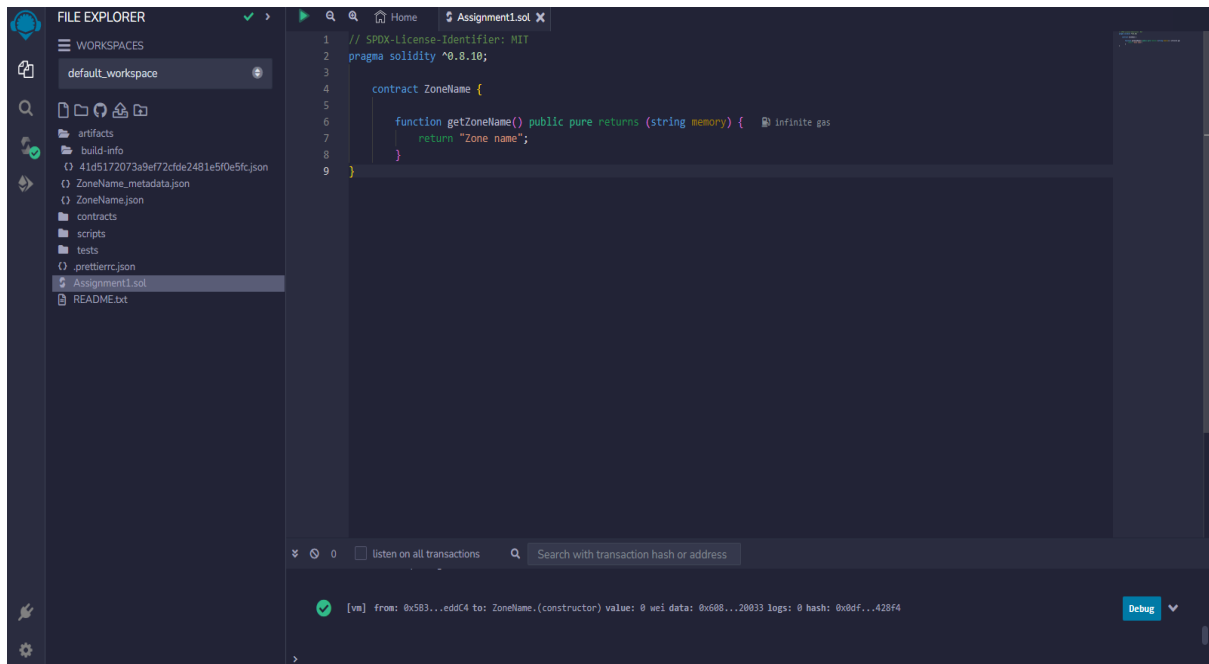 FILE EXPLORER
WORKSPACES
default_workspace
artifacts
build-info
41d5172073a9ef72cfde2481e5f0e5fc.json
ZoneName_metadata.json
ZoneName.json
contracts
scripts
tests
.prettierrc.json
Assignment1.sol
README.txt
Home
Assignment1.sol
1 // SPDX-License-Identifier: MIT
2 pragma solidity ^0.8.10;
3
4 contract ZoneName {
5
6 function getZoneName() public pure returns (string memory) { infinite gas
7 return "Zone name";
8 }
9 }
0 listen on all transactions Search with transaction hash or address
[vm] from: 0x5B3...eddC4 to: ZoneName.(constructor) value: 0 wei data: 0x608...20033 logs: 0 hash: 0x0df...428f4
Debug
>